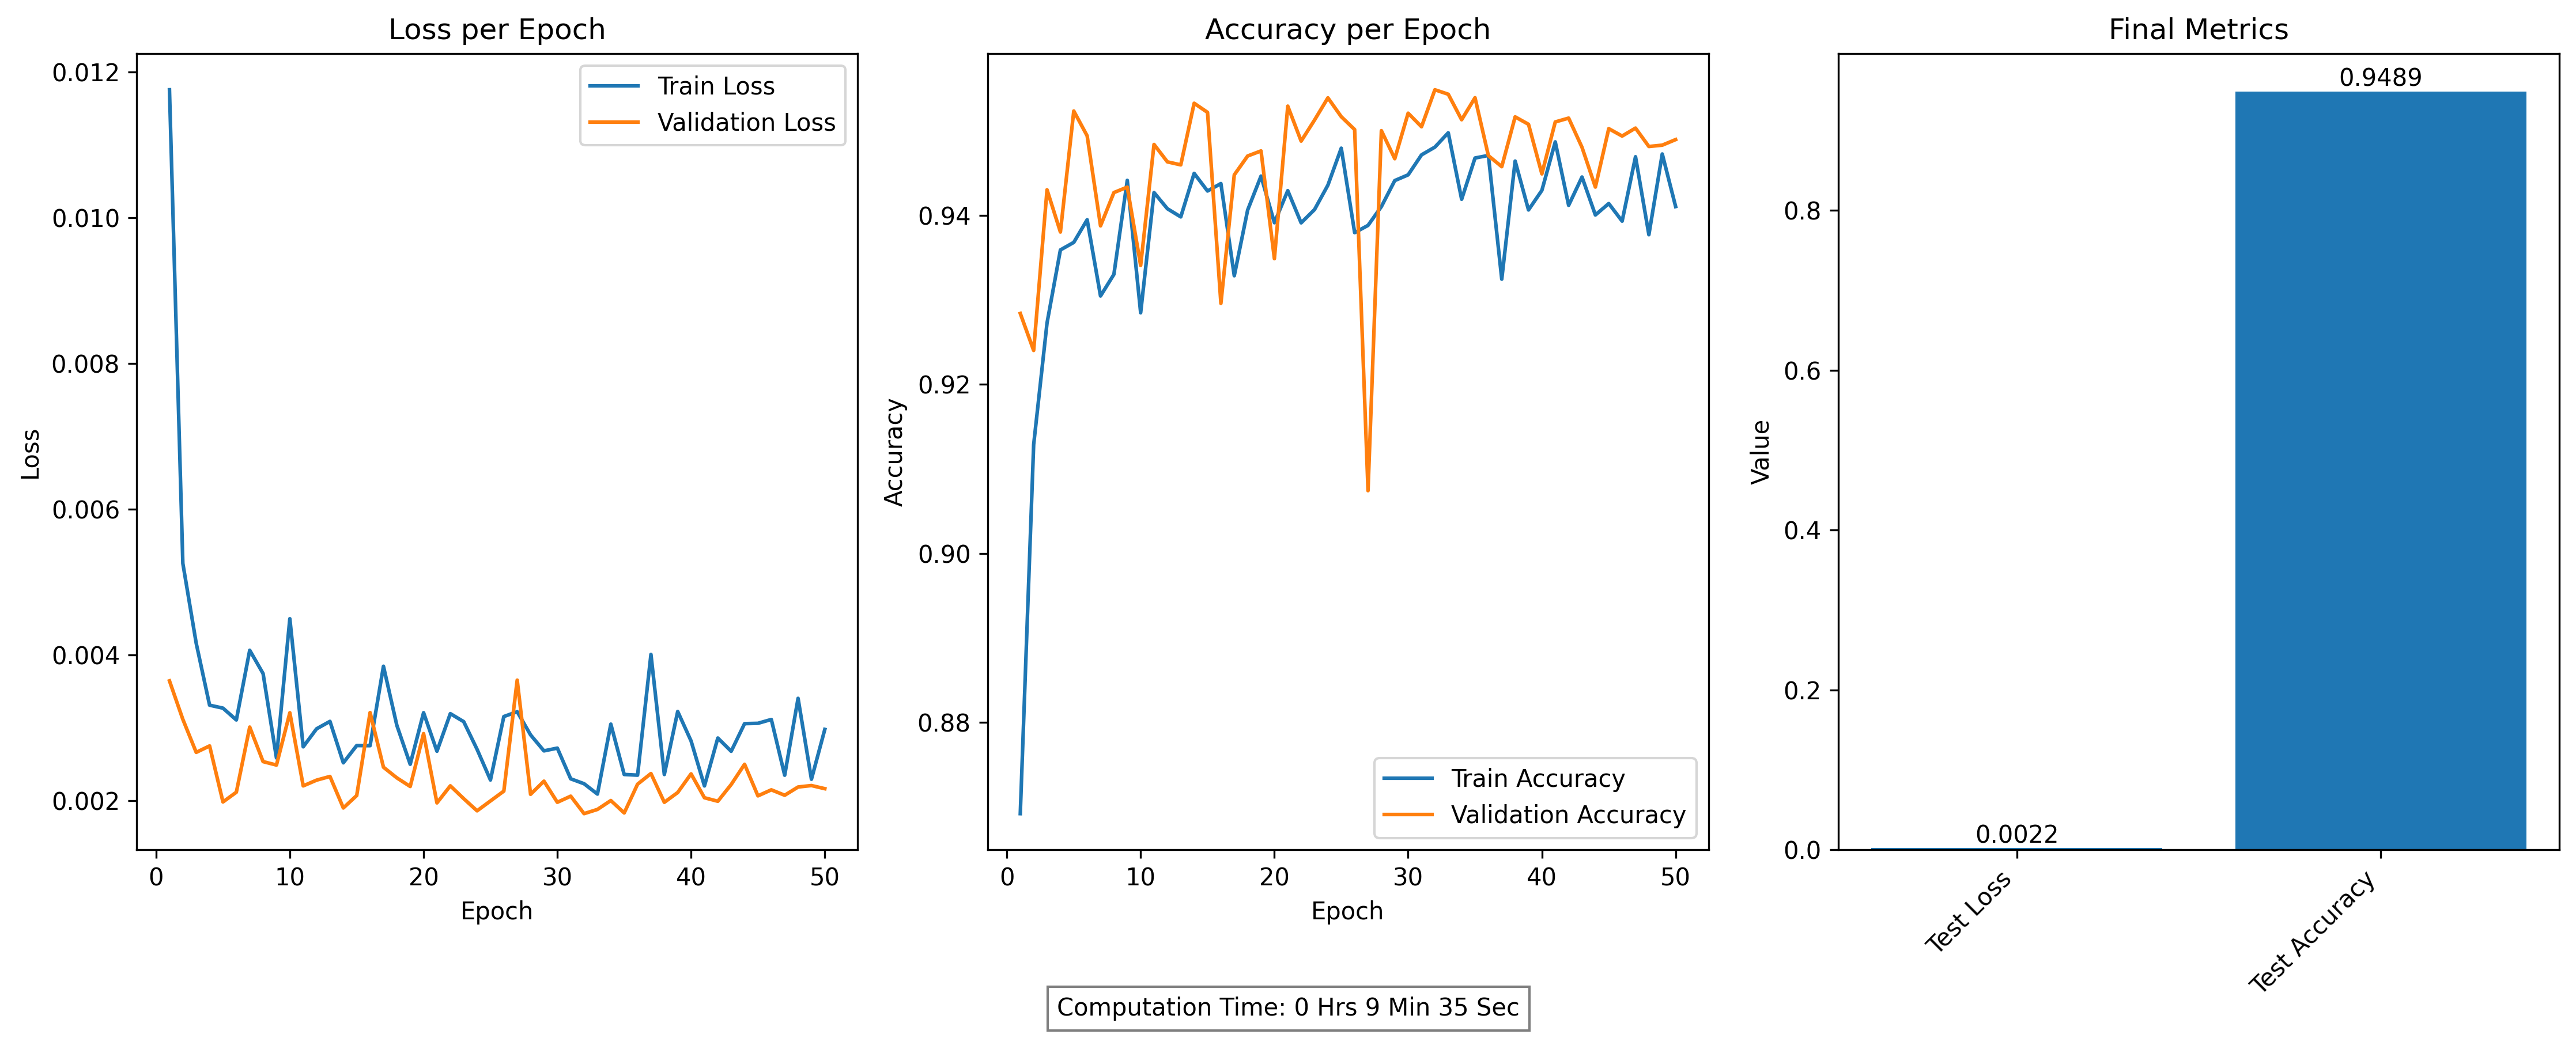 Loss per Epoch
0.012
0.010
0.008
0.006
0.004
0.002
Loss
Train Loss
Validation Loss
0
10
20
30
40
50
Epoch
Accuracy per Epoch
0.94
0.92
0.90
0.88
Accuracy
Train Accuracy
Validation Accuracy
0
10
20
30
40
50
Epoch
Final Metrics
0.8
0.6
0.4
0.2
0.0
Value
0.0022
0.9489
Test Loss
Test Accuracy
Computation Time: 0 Hrs 9 Min 35 Sec